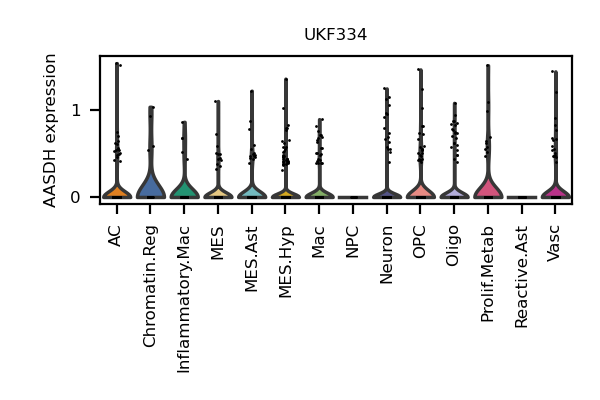 UKF334
AASDH expression
1
0
AC
Chromatin.Reg
Inflammatory.Mac
MES
MES.Ast
MES.Hyp
Mac
NPC
Neuron
OPC
Oligo
Prolif.Metab
Reactive.Ast
Vasc